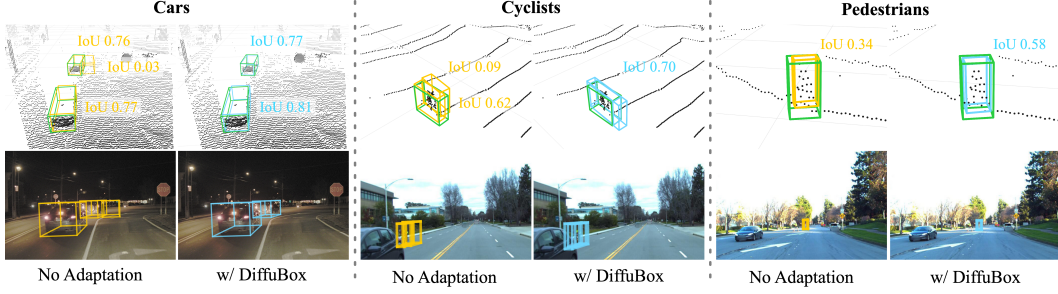 Cars
Cyclists
Pedestrians
IoU 0.76
IoU 0.03
IoU 0.77
IoU 0.77
IoU 0.81
IoU 0.09
IoU 0.62
IoU 0.70
IoU 0.34
IoU 0.58
No Adaptation
w/ DiffuBox
No Adaptation
w/ DiffuBox
No Adaptation
w/ DiffuBox